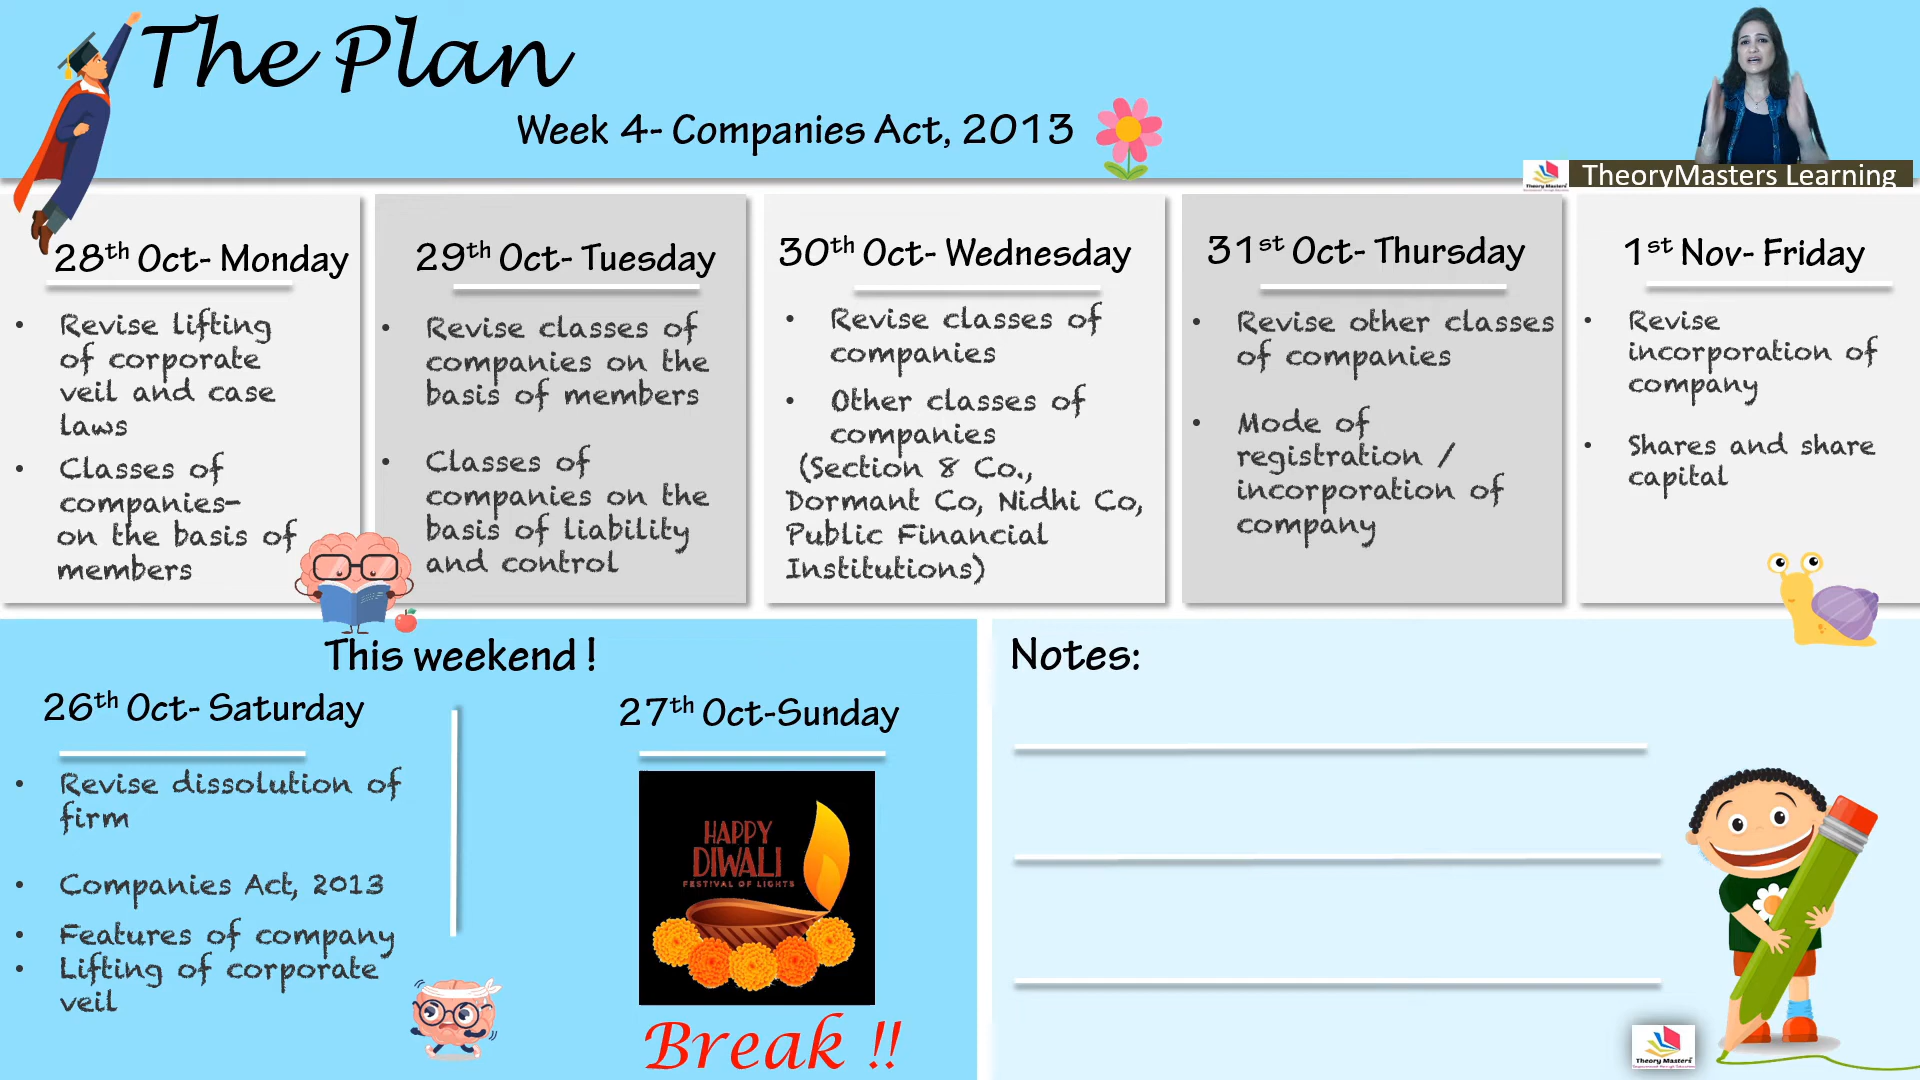 The Plan
Week 4- Companies Act, 2013
TheoryMasters Learning
Theory Masters
28th Oct- Monday
• Revise lifting
of corporate
veil and case
laws
• Classes of
companies-
on the basis of
members
29th Oct- Tuesday
• Revise classes of
companies on the
basis of members
• Classes of
companies on the
basis of liability
and control
30th Oct- Wednesday
• Revise classes of
companies
• Other classes of
companies
(Section 8 Co.,
Dormant Co, Nidhi Co,
Public Financial
Institutions)
31st Oct- Thursday
• Revise other classes
of companies
• Mode of
registration /
incorporation of
company
1st Nov- Friday
• Revise
incorporation of
company
• Shares and share
capital
This weekend !
26th Oct- Saturday
• Revise dissolution of
firm
• Companies Act, 2013
• Features of company
• Lifting of corporate
veil
27th Oct-Sunday
HAPPY
DIWALI
FESTIVAL OF LIGHTS
Break !!
Notes:
Theory Masters